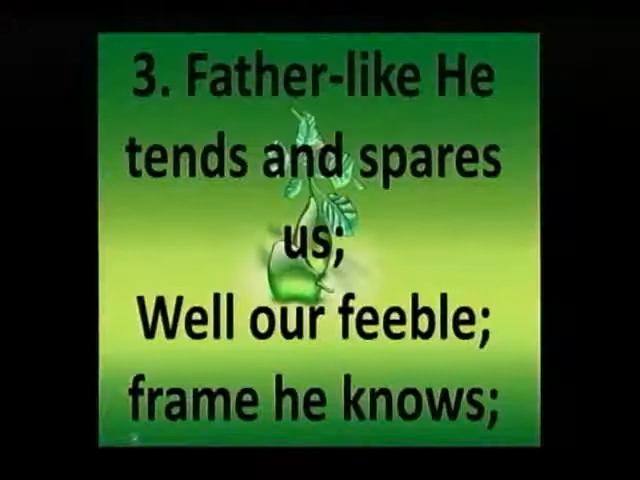 3. Father-like He
tends and spares
us;
Well our feeble;
frame he knows;